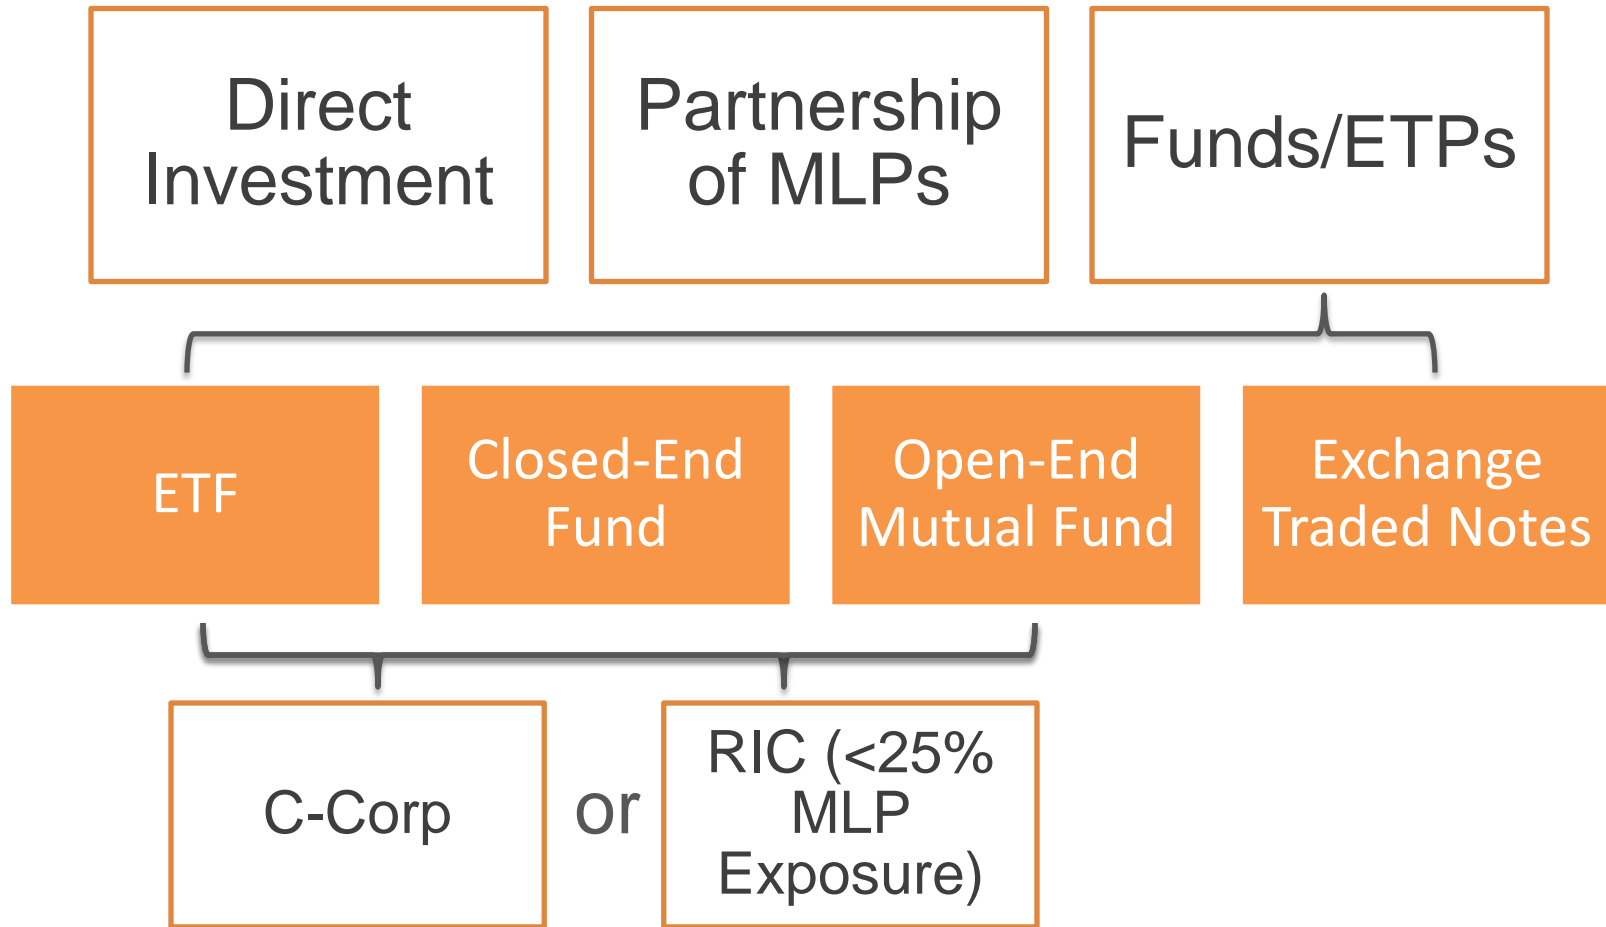 Direct
Investment
Partnership
of MLPs
Funds/ETPs
ETF
Closed-End
Fund
Open-End
Mutual Fund
Exchange
Traded Notes
C-Corp
or
RIC (<25%
MLP
Exposure)